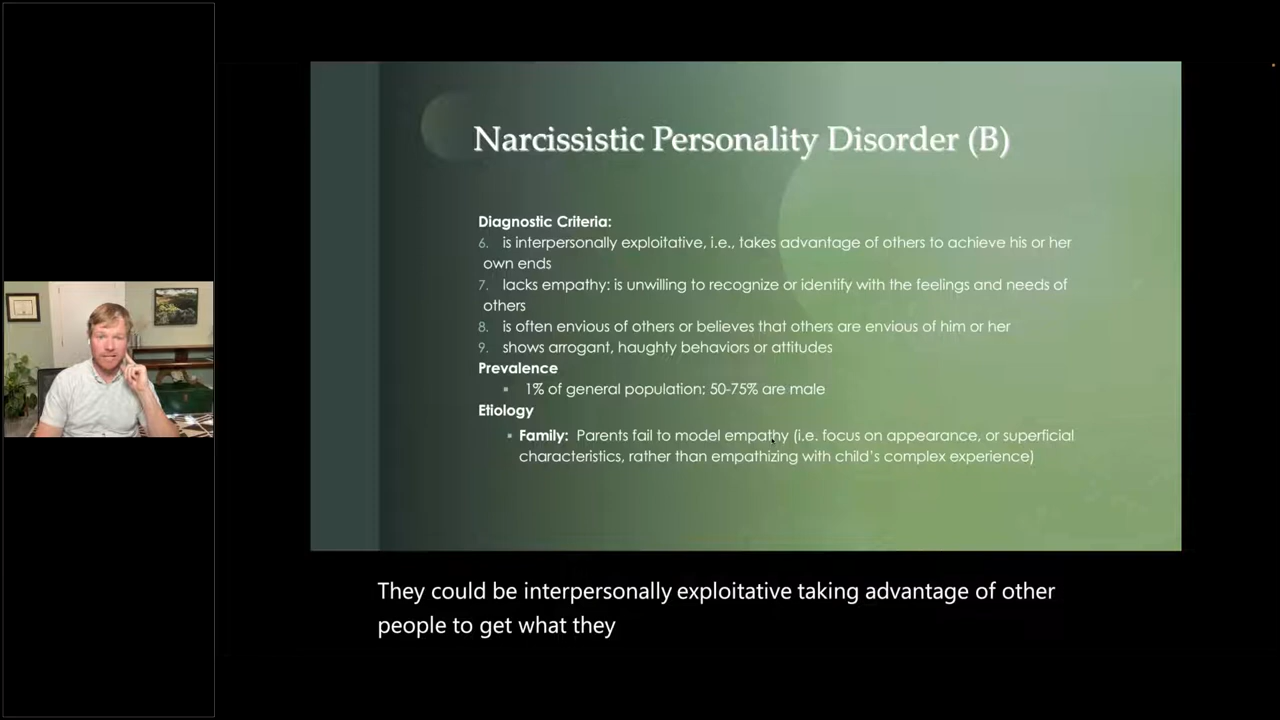 Narcissistic Personality Disorder (B)
Diagnostic Criteria:
6. is interpersonally exploitative, i.e., takes advantage of others to achieve his or her
own ends
7. lacks empathy: is unwilling to recognize or identify with the feelings and needs of
others
8. is often envious of others or believes that others are envious of him or her
9. shows arrogant, haughty behaviors or attitudes
Prevalence
▪ 1% of general population; 50-75% are male
Etiology
▪ Family: Parents fail to model empathy (i.e. focus on appearance, or superficial
characteristics, rather than empathizing with child's complex experience)
They could be interpersonally exploitative taking advantage of other
people to get what they